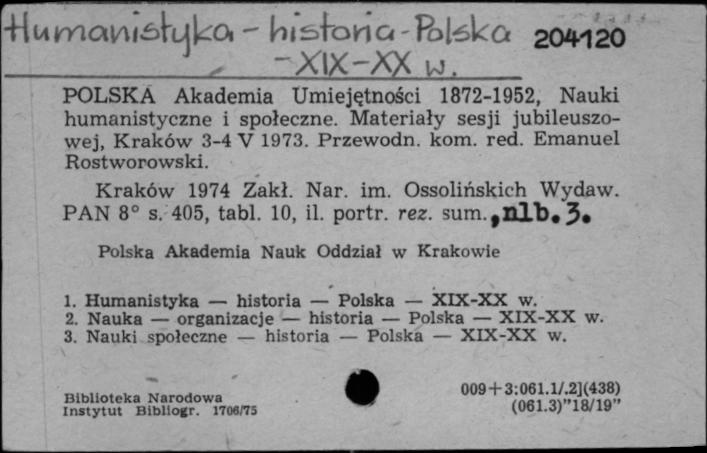 Humanistyka - historia - Polska 204120
- XIX-XX w.
POLSKA Akademia Umiejętności 1872-1952, Nauki
humanistyczne i społeczne. Materiały sesji jubileuszo-
wej, Kraków 3-4 V 1973. Przewodn. kom. red. Emanuel
Rostworowski.
Kraków 1974 Zakł. Nar. im. Ossolińskich Wydaw.
PAN 8° s. 405, tabl. 10, il. portr. rez. sum., nlb. 3.
Polska Akademia Nauk Oddział w Krakowie
1. Humanistyka — historia — Polska — XIX-XX w.
2. Nauka — organizacje — historia — Polska — XIX-XX w.
3. Nauki społeczne — historia — Polska — XIX-XX w.
Biblioteka Narodowa 009+3:061.1/.2](438)
Instytut Bibliogr. 1706/75 (061.3)"18/19"